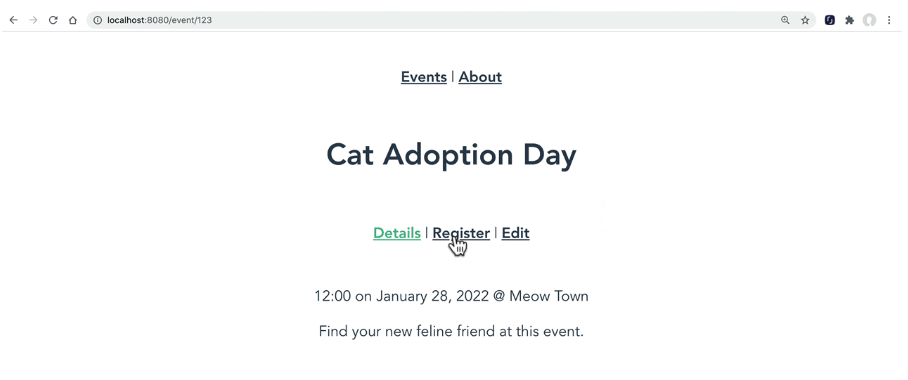 localhost:8080/event/123
Events | About
Cat Adoption Day
Details | Register | Edit
12:00 on January 28, 2022 @ Meow Town
Find your new feline friend at this event.